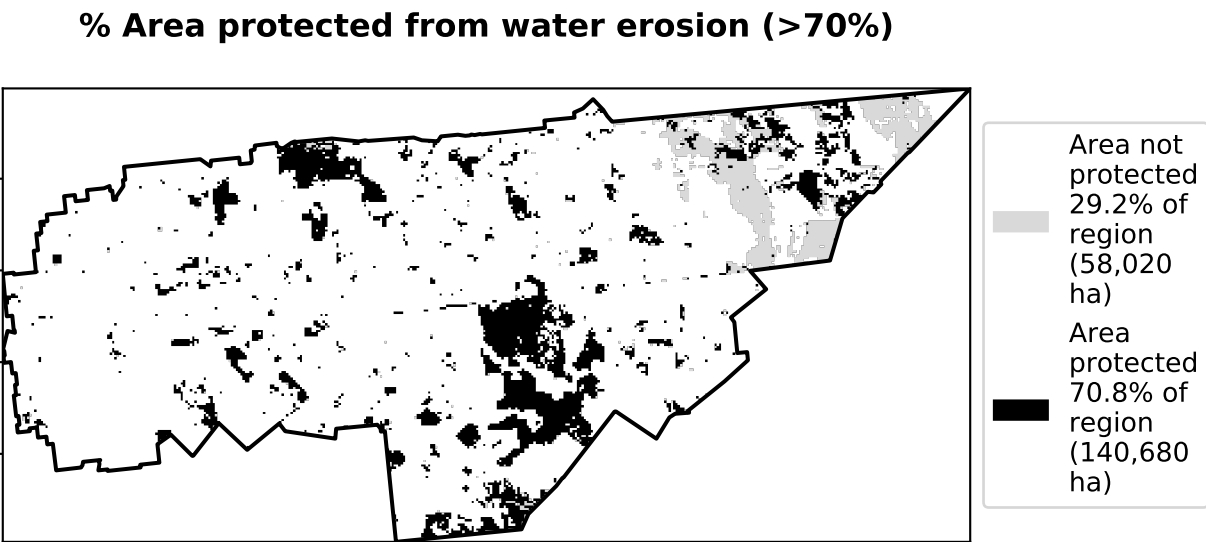 % Area protected from water erosion (>70%)
Area not
protected
29.2% of
region
(58,020
ha)
Area
protected
70.8% of
region
(140,680
ha)